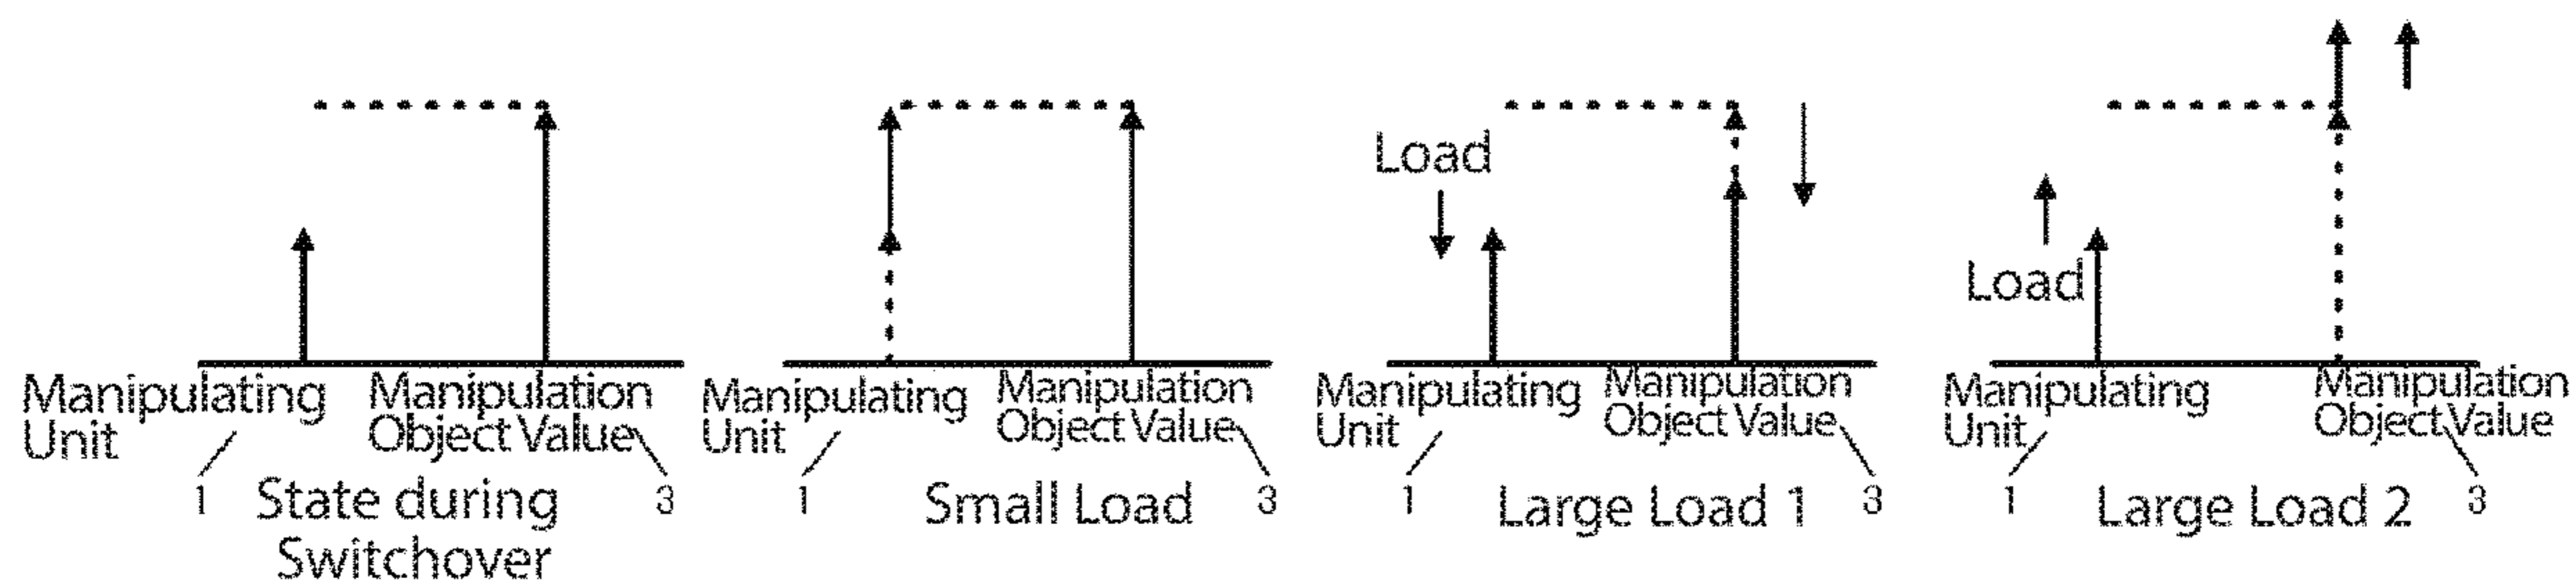 Load
Load
Manipulating
Unit
Manipulation
Object Value
1
3
State during
Switchover
Manipulating
Unit
Manipulation
Object Value
1
3
Small Load
Manipulating
Unit
Manipulation
Object Value
1
3
Large Load 1
Manipulating
Unit
Manipulation
Object Value
1
3
Large Load 2